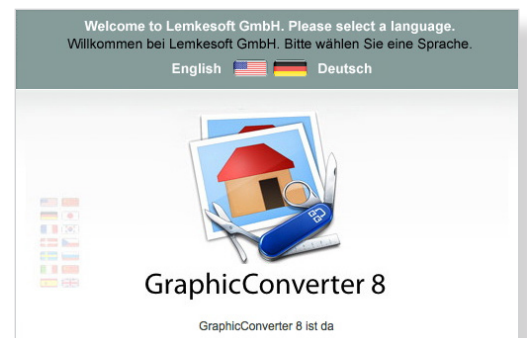 Welcome to Lemkesoft GmbH. Please select a language.
Willkommen bei Lemkesoft GmbH. Bitte wählen Sie eine Sprache.
English Deutsch
GraphicConverter 8
GraphicConverter 8 ist da